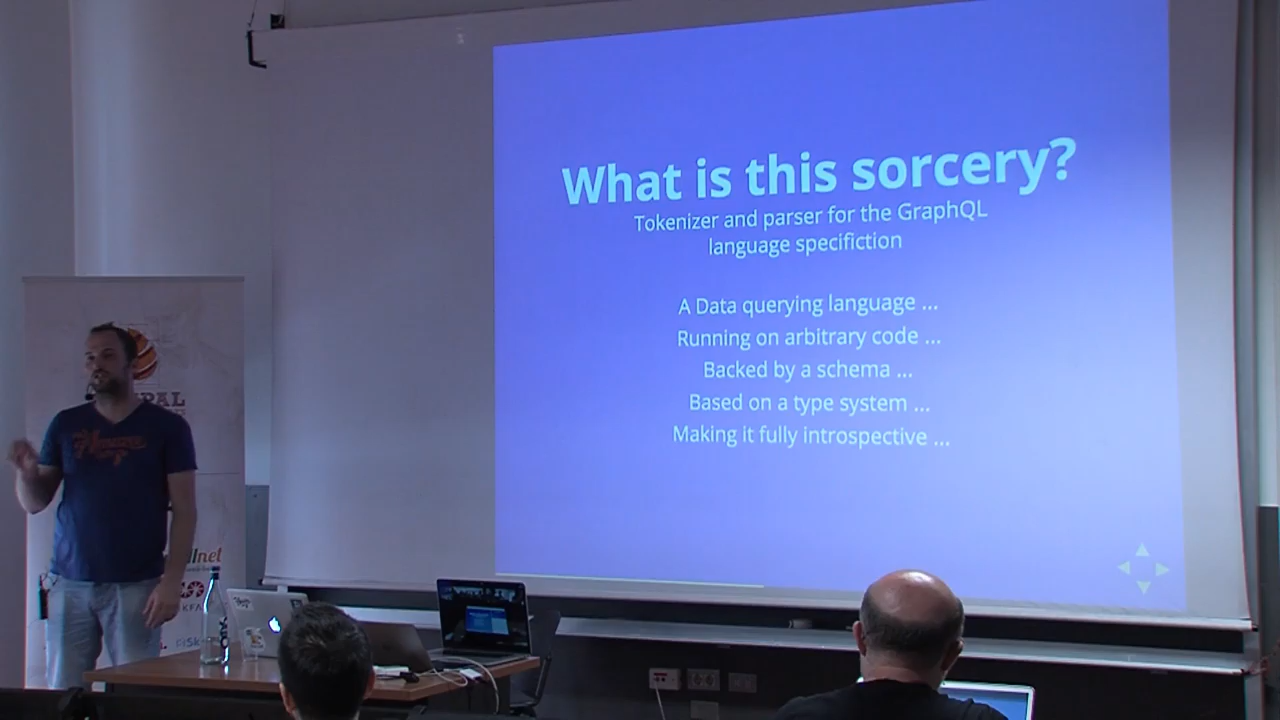 What is this sorcery?
Tokenizer and parser for the GraphQL
language specifiction
A Data querying language ...
Running on arbitrary code ...
Backed by a schema ...
Based on a type system ...
Making it fully introspective ...